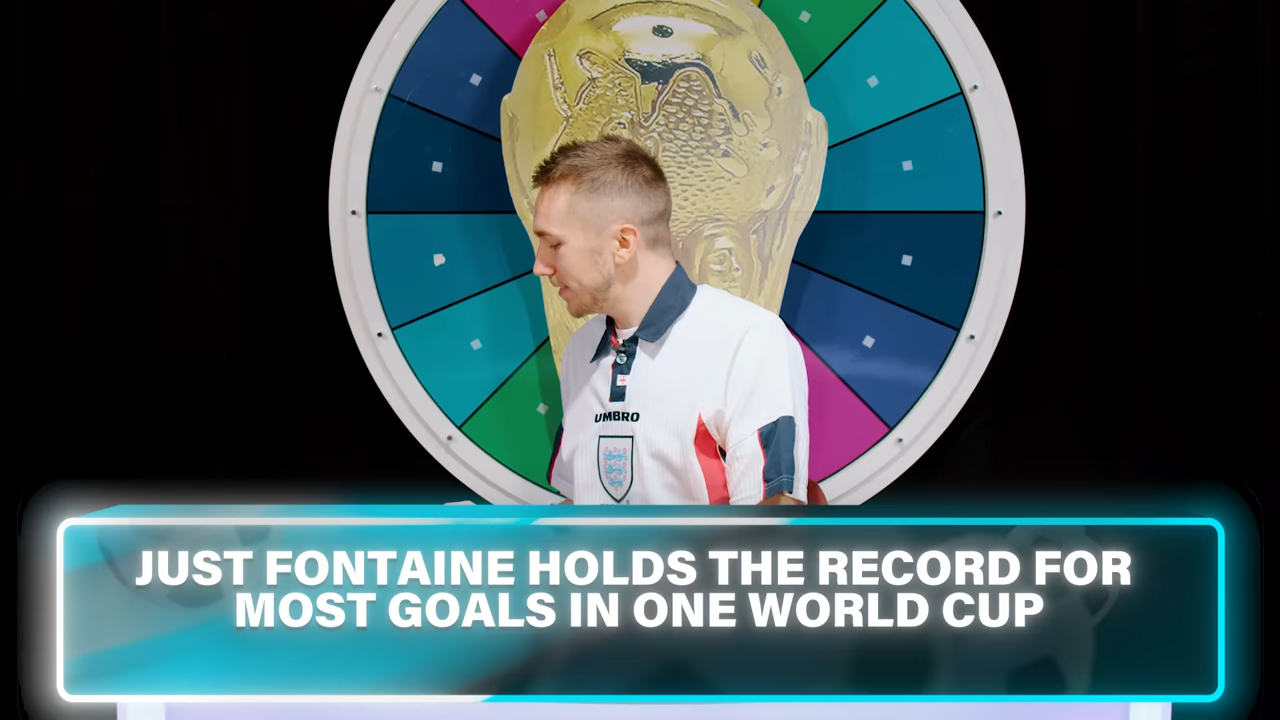 UMBRO
JUST FONTAINE HOLDS THE RECORD FOR
MOST GOALS IN ONE WORLD CUP